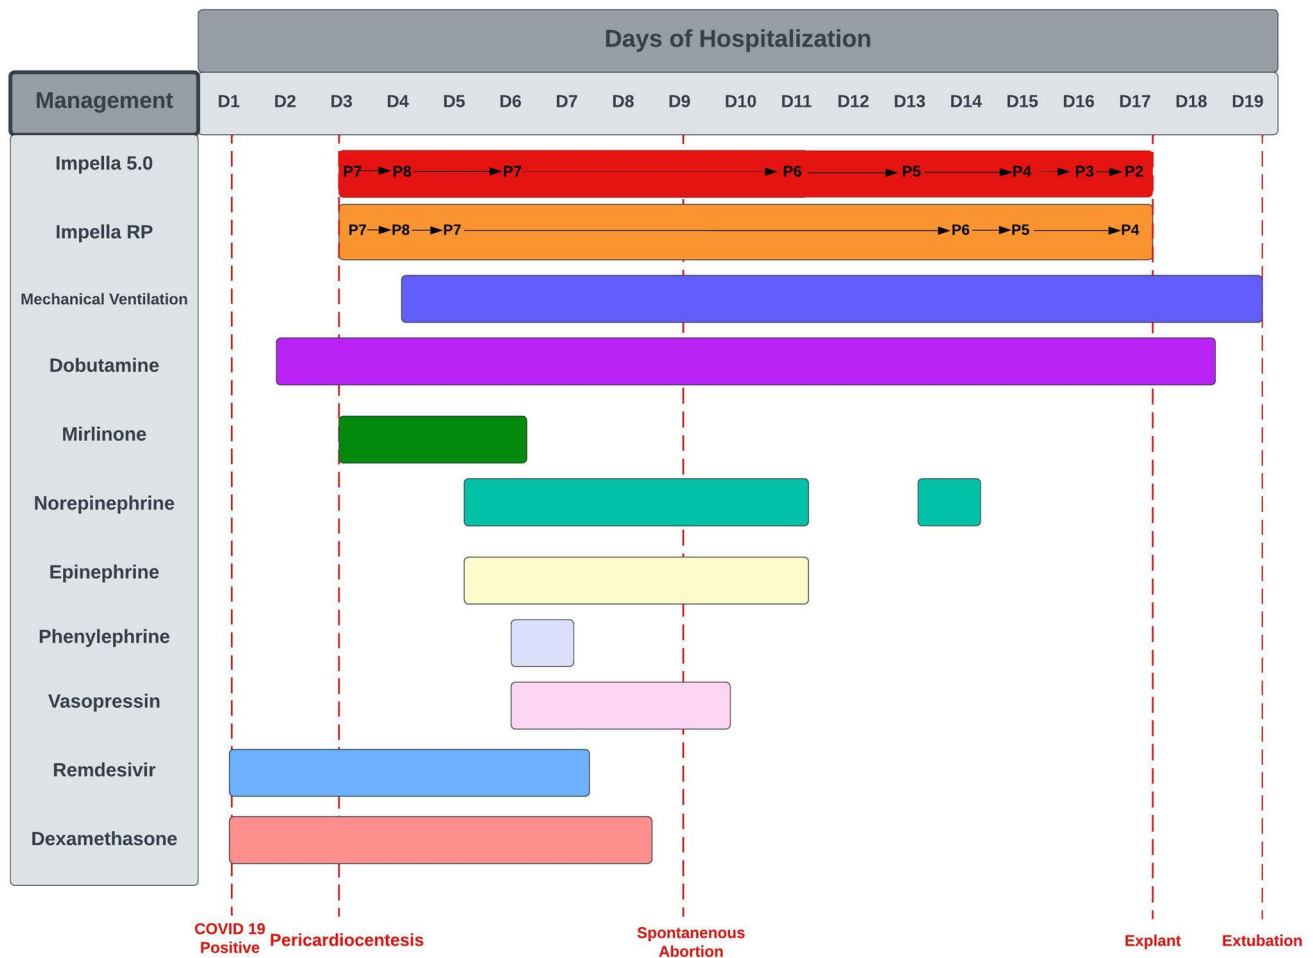 Days of Hospitalization
Management D1 D2 D3 D4 D5 D6 D7 D8 D9 D10 D11 D12 D13 D14 D15 D16 D17 D18 D19
Impella 5.0 P7 P8 P7 P6 P5 P4 P3 P2
Impella RP P7 P8 P7 P6 P5 P4
Mechanical Ventilation
Dobutamine
Mirlinone
Norepinephrine
Epinephrine
Phenylephrine
Vasopressin
Remdesivir
Dexamethasone
COVID 19
Positive
Pericardiocentesis
Spontanenous
Abortion
Explant
Extubation